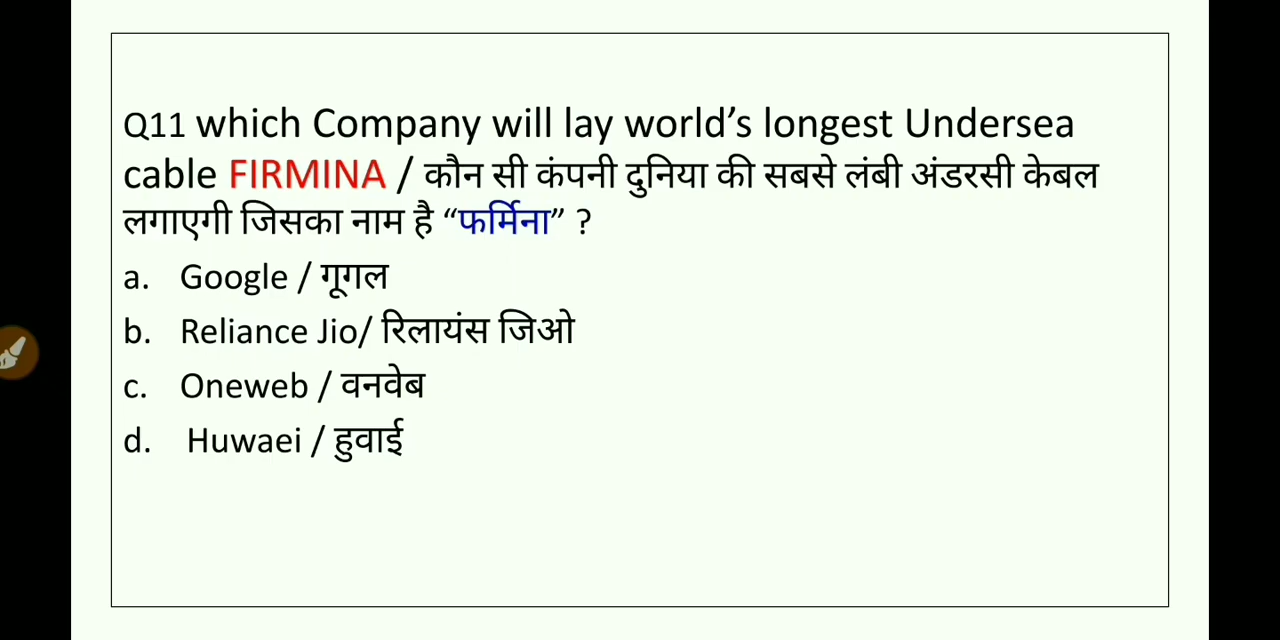 Q11 which Company will lay world’s longest Undersea
cable FIRMINA / कौन सी कंपनी दुनिया की सबसे लंबी अंडरसी केबल
लगाएगी जिसका नाम है “फर्मिना” ?
a. Google / गूगल
b. Reliance Jio/ रिलायंस जिओ
c. Oneweb / वनवेब
d. Huwaei / हुवाई